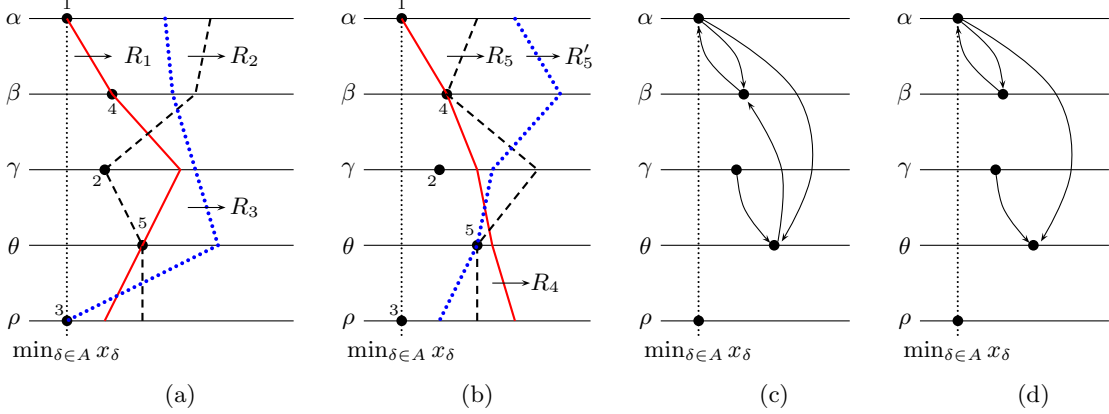 α 1 1 α α
R₁ R₂ R₅ R′₅
β 4 β 4 β β
γ 2 γ 2 γ γ
R₃
θ 5 θ 5 θ θ
R₄
ρ 3 ρ 3 ρ ρ
min_{δ∈A} x_δ min_{δ∈A} x_δ min_{δ∈A} x_δ min_{δ∈A} x_δ
(a) (b) (c) (d)